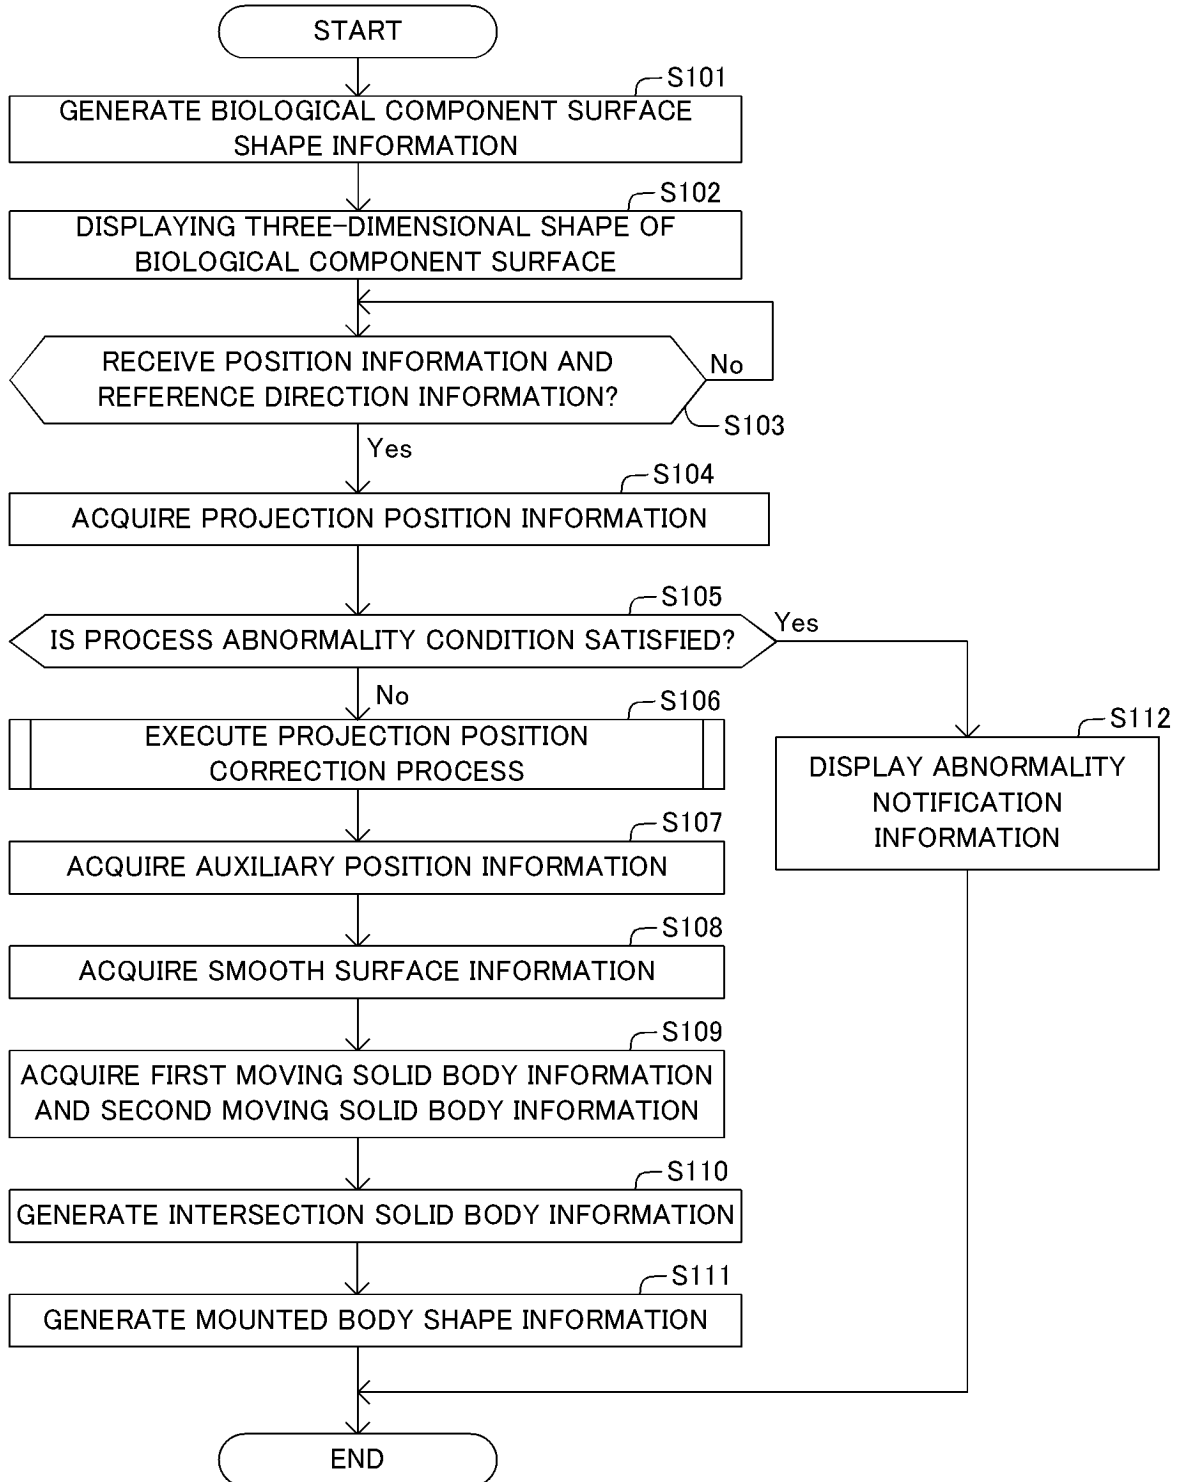 START
S101
GENERATE BIOLOGICAL COMPONENT SURFACE
SHAPE INFORMATION
S102
DISPLAYING THREE-DIMENSIONAL SHAPE OF
BIOLOGICAL COMPONENT SURFACE
RECEIVE POSITION INFORMATION AND
REFERENCE DIRECTION INFORMATION?
No
S103
Yes
S104
ACQUIRE PROJECTION POSITION INFORMATION
S105
IS PROCESS ABNORMALITY CONDITION SATISFIED?
Yes
No
S106
EXECUTE PROJECTION POSITION
CORRECTION PROCESS
S112
DISPLAY ABNORMALITY
NOTIFICATION
INFORMATION
S107
ACQUIRE AUXILIARY POSITION INFORMATION
S108
ACQUIRE SMOOTH SURFACE INFORMATION
S109
ACQUIRE FIRST MOVING SOLID BODY INFORMATION
AND SECOND MOVING SOLID BODY INFORMATION
S110
GENERATE INTERSECTION SOLID BODY INFORMATION
S111
GENERATE MOUNTED BODY SHAPE INFORMATION
END